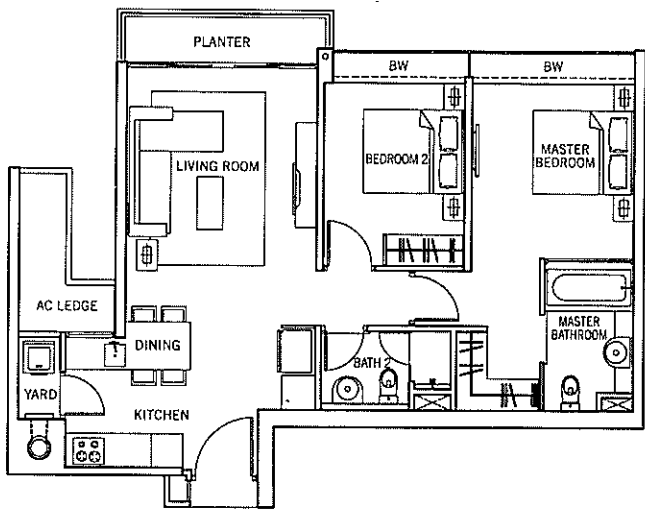 PLANTER
BW
BW
LIVING ROOM
BEDROOM 2
MASTER
BEDROOM
AC LEDGE
DINING
MASTER
BATHROOM
BATH 2
YARD
KITCHEN